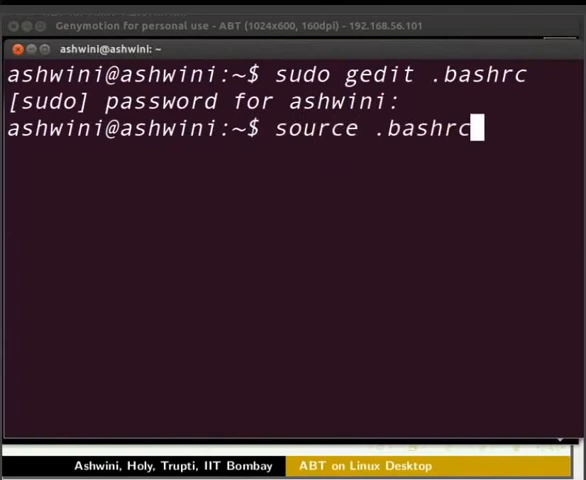 Genymotion for personal use - ABT (1024x600, 160dpi) - 192.168.56.101
ashwini@ashwini: ~
ashwini@ashwini:~$ sudo gedit .bashrc
[sudo] password for ashwini:
ashwini@ashwini:~$ source .bashrc
Ashwini, Holy, Trupti, IIT Bombay
ABT on Linux Desktop